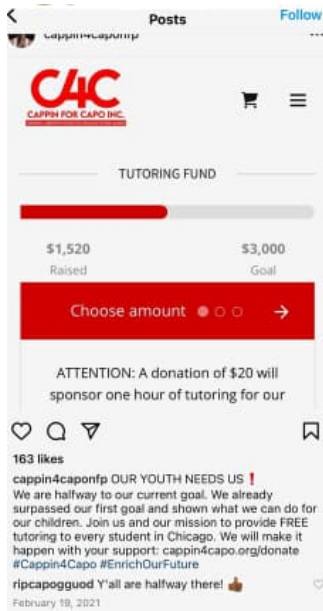 Posts
Follow
cappin4caponfp
C4C
CAPPIN FOR CAPO INC.
TUTORING FUND
$1,520
$3,000
Raised
Goal
Choose amount
ATTENTION: A donation of $20 will
sponsor one hour of tutoring for our
163 likes
cappin4caponfp OUR YOUTH NEEDS US❗
We are halfway to our current goal. We already
surpassed our first goal and shown what we can do for
our children. Join us and our mission to provide FREE
tutoring to every student in Chicago. We will make it
happen with your support: cappin4capo.org/donate
#Cappin4Capo #EnrichOurFuture
ripcapogguod Y'all are halfway there! 👍🏾
February 19, 2021